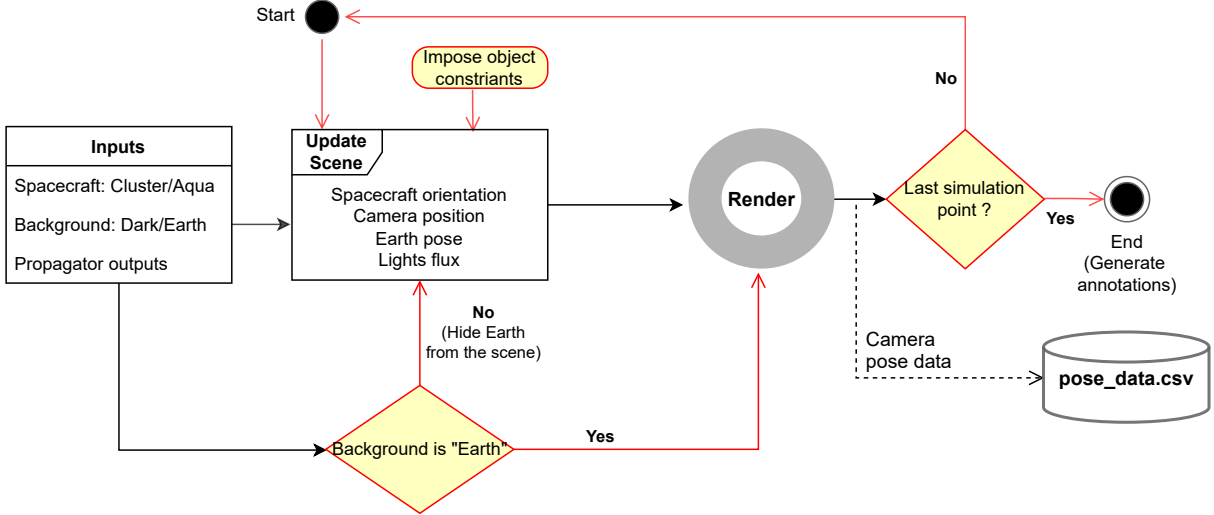 Start
Impose object
constriants
No
Inputs
Spacecraft: Cluster/Aqua
Background: Dark/Earth
Propagator outputs
Update
Scene
Spacecraft orientation
Camera position
Earth pose
Lights flux
Render
Last simulation
point ?
Yes
End
(Generate
annotations)
No
(Hide Earth
from the scene)
Camera
pose data
pose_data.csv
Background is "Earth"
Yes